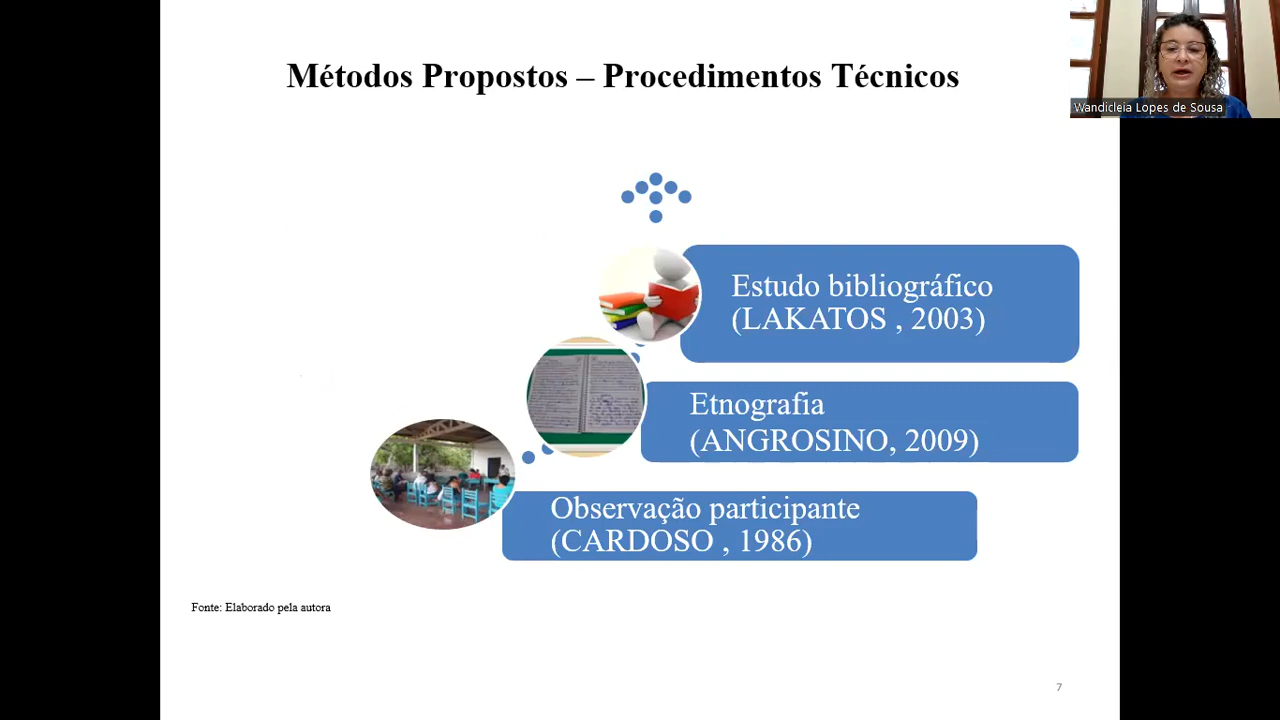 Métodos Propostos – Procedimentos Técnicos
Wandicleia Lopes de Sousa
Estudo bibliográfico
(LAKATOS , 2003)
Etnografia
(ANGROSINO, 2009)
Observação participante
(CARDOSO , 1986)
Fonte: Elaborado pela autora
7